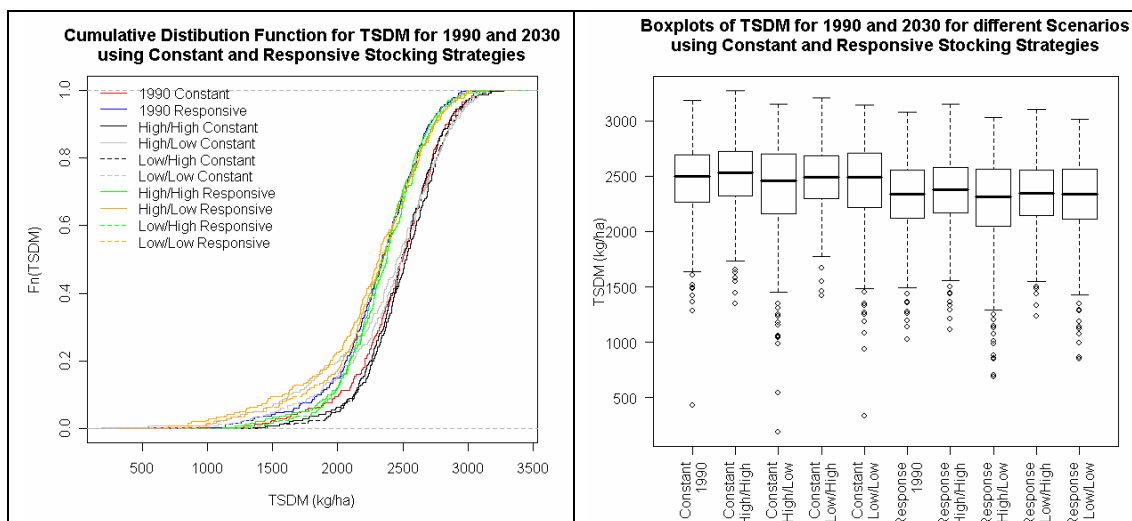 Cumulative Distibution Function for TSDM for 1990 and 2030
using Constant and Responsive Stocking Strategies
1.0
0.8
0.6
0.4
0.2
0.0
Fn(TSDM)
1990 Constant
1990 Responsive
High/High Constant
High/Low Constant
Low/High Constant
Low/Low Constant
High/High Responsive
High/Low Responsive
Low/High Responsive
Low/Low Responsive
500 1000 1500 2000 2500 3000 3500
TSDM (kg/ha)
Boxplots of TSDM for 1990 and 2030 for different Scenarios
using Constant and Responsive Stocking Strategies
3000
2500
2000
1500
1000
500
TSDM (kg/ha)
Constant
1990
Constant
High/High
Constant
High/Low
Constant
Low/High
Constant
Low/Low
Response
1990
Response
High/High
Response
High/Low
Response
Low/High
Response
Low/Low